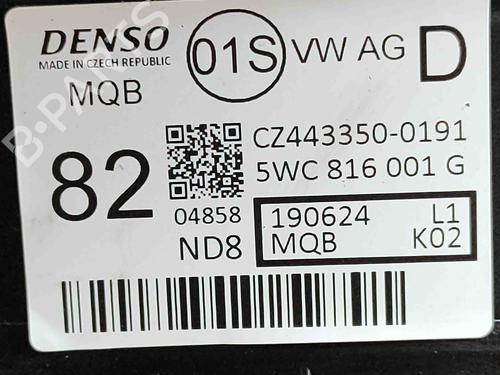 DENSO 01S VW AG D
MADE IN CZECH REPUBLIC
MQB
82
CZ443350-0191
5WC 816 001 G
04858
ND8
190624 L1
MQB K02
B-PARTS